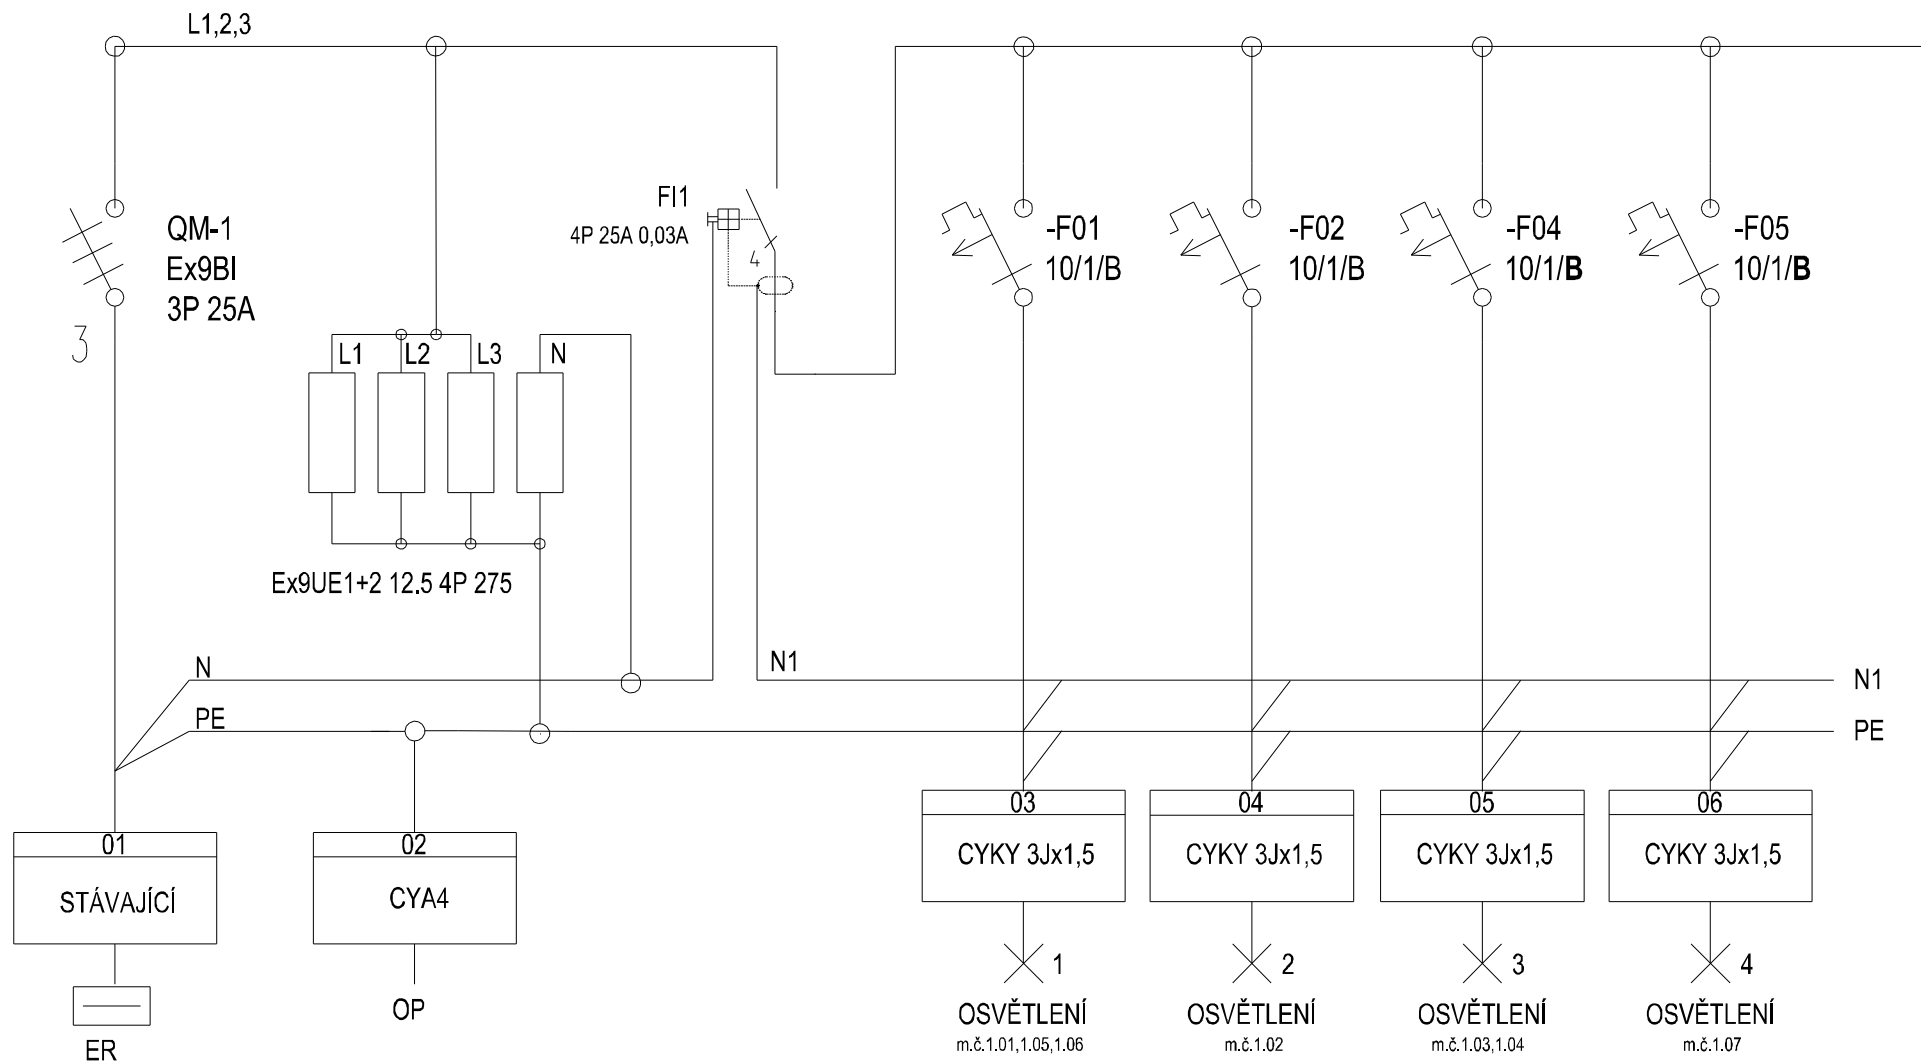 L1,2,3
QM-1
Ex9BI
3P 25A
3
L1
L2
L3
N
Ex9UE1+2 12.5 4P 275
FI1
4P 25A 0,03A
4
-F01
10/1/B
-F02
10/1/B
-F04
10/1/B
-F05
10/1/B
N
N1
N1
PE
PE
01
STÁVAJÍCÍ
ER
02
CYA4
OP
03
CYKY 3Jx1,5
1
OSVĚTLENÍ
m.č.1.01,1.05,1.06
04
CYKY 3Jx1,5
2
OSVĚTLENÍ
m.č.1.02
05
CYKY 3Jx1,5
3
OSVĚTLENÍ
m.č.1.03,1.04
06
CYKY 3Jx1,5
4
OSVĚTLENÍ
m.č.1.07